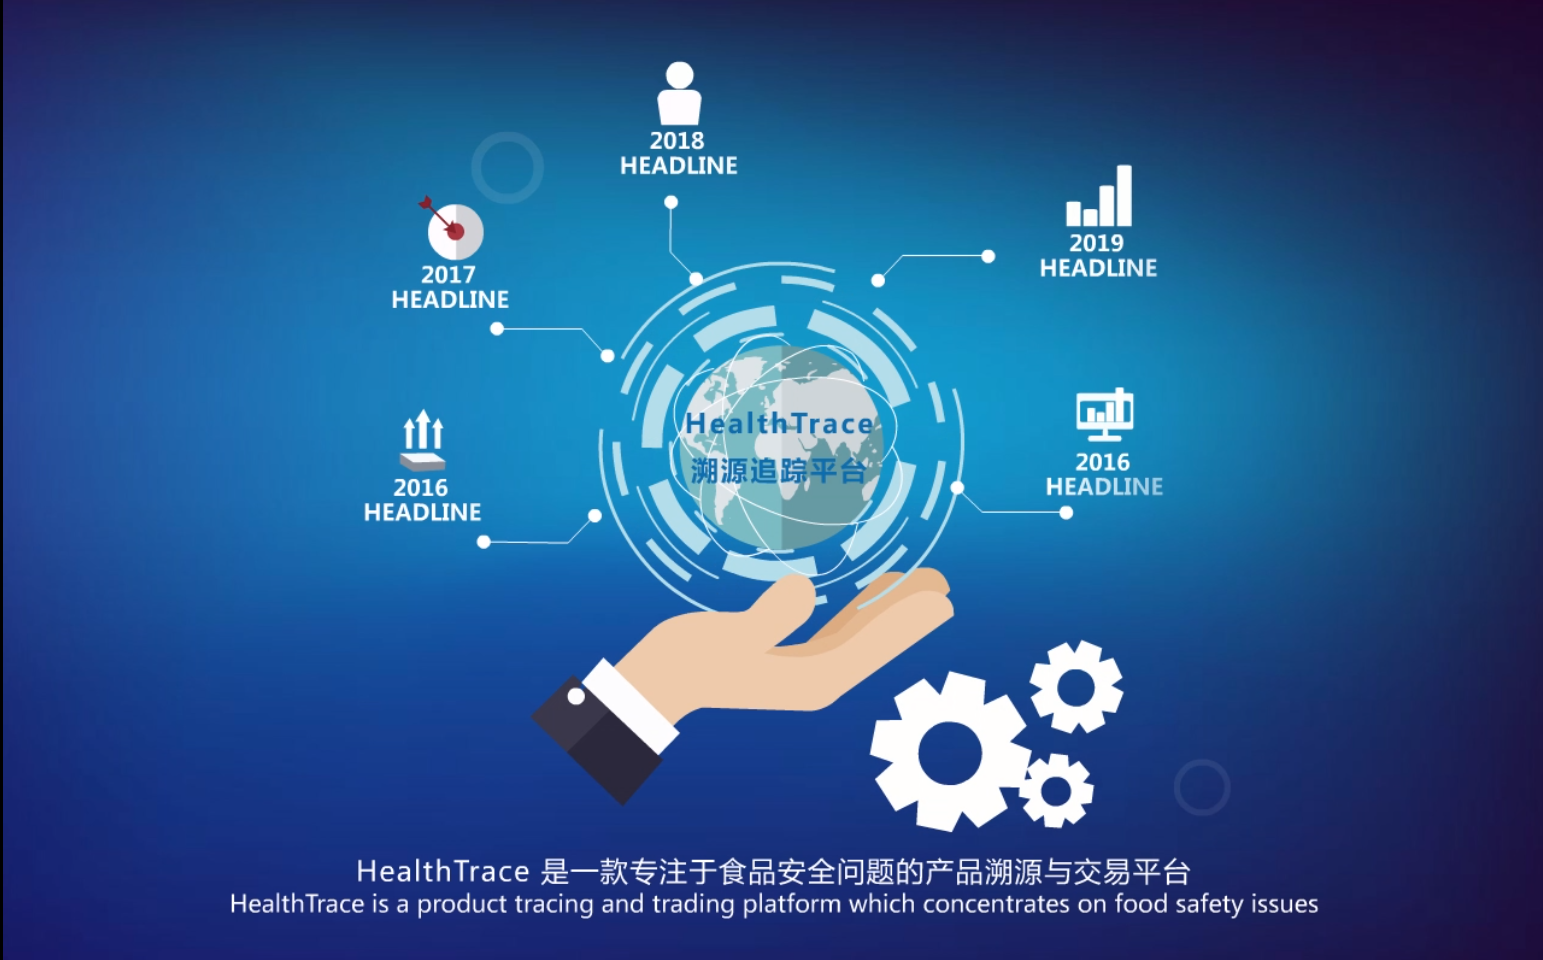 2018
HEADLINE
2017
HEADLINE
2019
HEADLINE
HealthTrace
溯源追踪平台
2016
HEADLINE
2016
HEADLINE
HealthTrace 是一款专注于食品安全问题的产品溯源与交易平台
HealthTrace is a product tracing and trading platform which concentrates on food safety issues